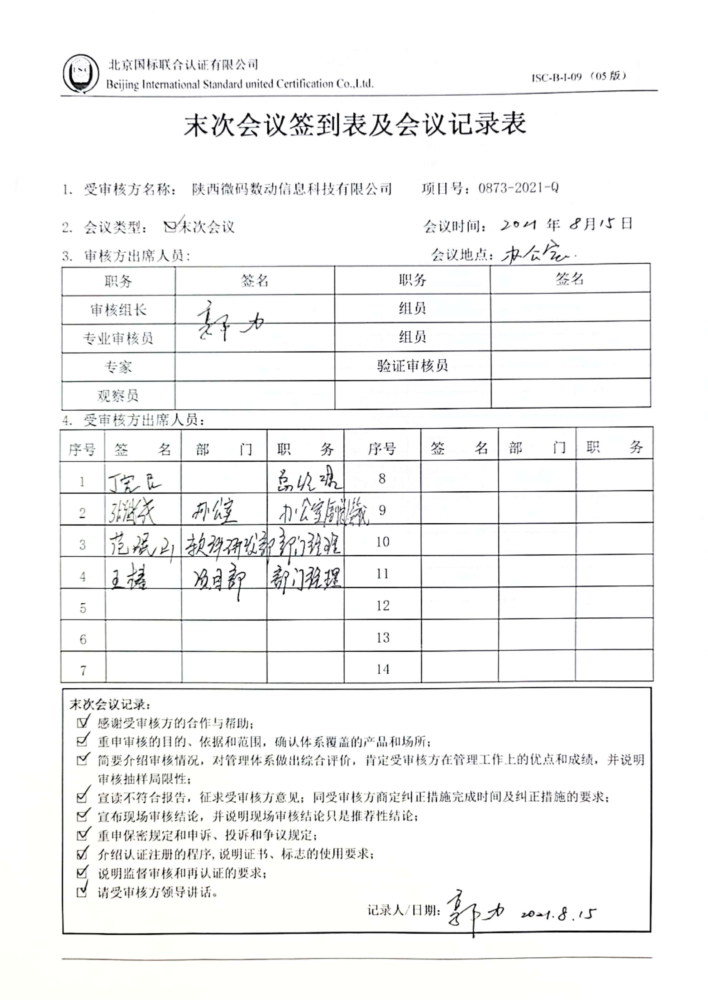 ISC
北京国标联合认证有限公司
Beijing International Standard united Certification Co.,Ltd.
ISC-B-I-09 （05 版）
末次会议签到表及会议记录表
1. 受审核方名称： 陕西微码数动信息科技有限公司 项目号：0873-2021-Q
2. 会议类型： ☑末次会议 会议时间： 2021 年 8月15日
3. 审核方出席人员： 会议地点：办公室
职务 签名 职务 签名
审核组长 郭力 组员
专业审核员 组员
专家 验证审核员
观察员
4. 受审核方出席人员：
序号 签 名 部 门 职 务 序号 签 名 部 门 职 务
1 总经理 8
2 办公室 办公室 9
3 软件研发部 部门经理 10
4 王椿 项目部 部门经理 11
5 12
6 13
7 14
末次会议记录：
☑ 感谢受审核方的合作与帮助；
☑ 重申审核的目的、依据和范围，确认体系覆盖的产品和场所；
☑ 简要介绍审核情况，对管理体系做出综合评价，肯定受审核方在管理工作上的优点和成绩，并说明
审核抽样局限性；
☑ 宣读不符合报告，征求受审核方意见；同受审核方商定纠正措施完成时间及纠正措施的要求；
☑ 宣布现场审核结论，并说明现场审核结论只是推荐性结论；
☑ 重申保密规定和申诉、投诉和争议规定；
☑ 介绍认证注册的程序,说明证书、标志的使用要求；
☑ 说明监督审核和再认证的要求；
☑ 请受审核方领导讲话。
记录人/日期：郭力 2021.8.15